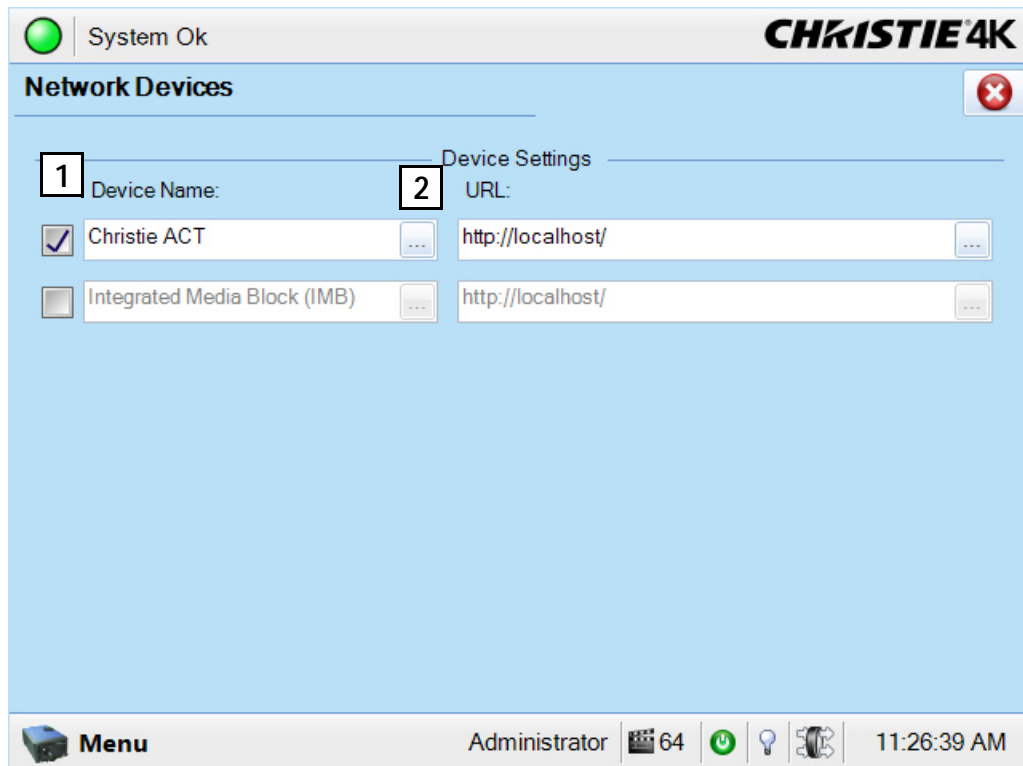 System Ok
CHRISTIE 4K
Network Devices
Device Settings
1 Device Name: 2 URL:
Christie ACT ... http://localhost/ ...
Integrated Media Block (IMB) ... http://localhost/ ...
Menu Administrator 64 11:26:39 AM